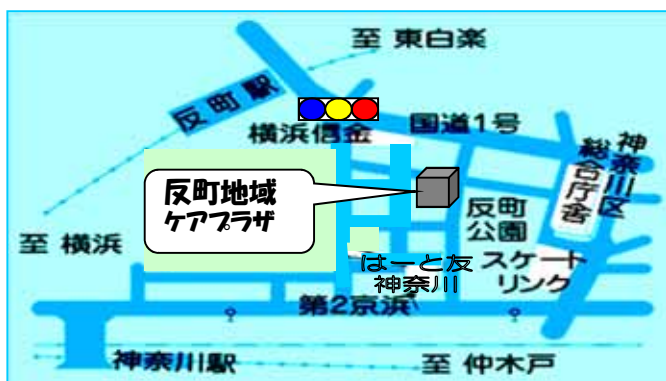 至 東白楽
反町駅
横浜信金
国道1号
神奈川区
総合庁舎
反町地域
ケアプラザ
反町
公園
至 横浜
はーと友
神奈川
スケート
リンク
第2京浜
神奈川駅
至 仲木戸